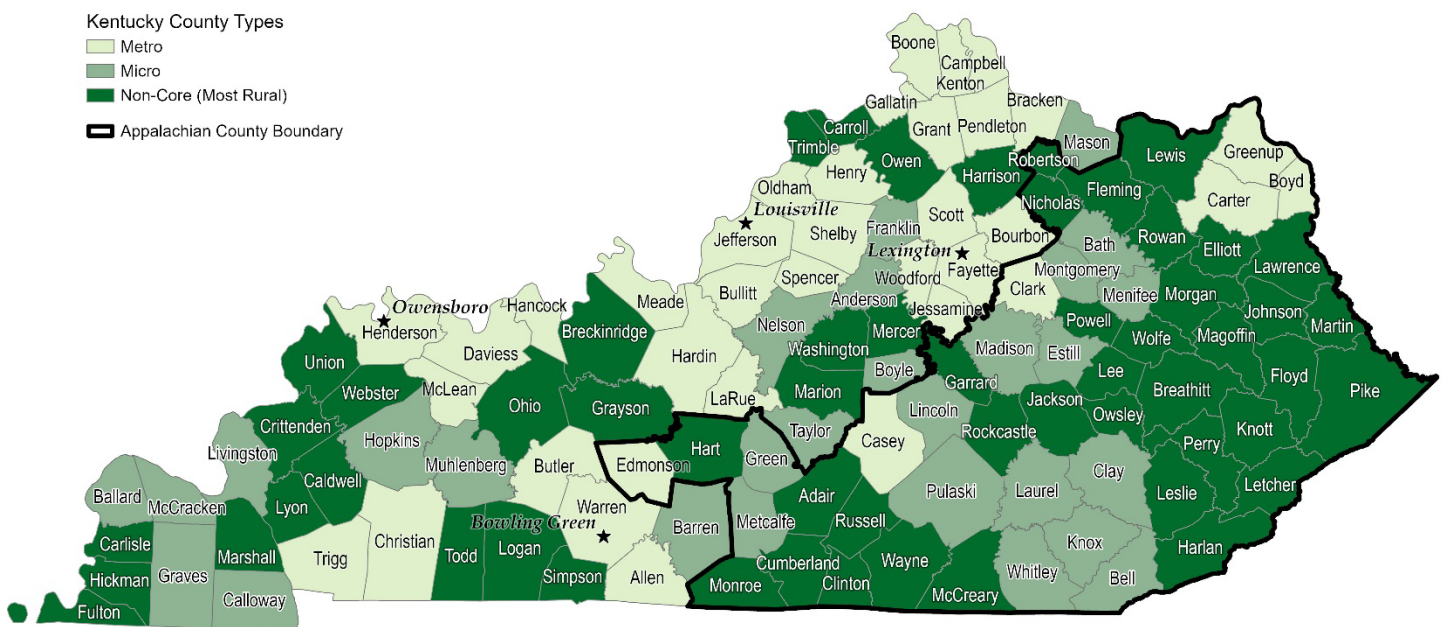 Kentucky County Types
Metro
Micro
Non-Core (Most Rural)
Appalachian County Boundary
Boone
Campbell
Kenton
Gallatin
Bracken
Grant
Pendleton
Carroll
Trimble
Mason
Owen
Robertson
Lewis
Greenup
Harrison
Henry
Fleming
Boyd
Oldham
Nicholas
Carter
Louisville
Scott
Franklin
Jefferson
Shelby
Bourbon
Rowan
Bath
Elliott
Lexington
Fayette
Woodford
Montgomery
Lawrence
Spencer
Clark
Menifee
Morgan
Bullitt
Anderson
Jessamine
Meade
Owensboro
Hancock
Henderson
Nelson
Mercer
Powell
Johnson
Martin
Breckinridge
Washington
Wolfe
Magoffin
Daviess
Hardin
Madison
Estill
Union
Boyle
Lee
Floyd
Garrard
McLean
Webster
Marion
Breathitt
Pike
LaRue
Jackson
Ohio
Grayson
Owsley
Lincoln
Crittenden
Taylor
Casey
Rockcastle
Knott
Hopkins
Perry
Livingston
Hart
Green
Muhlenberg
Butler
Edmonson
Clay
Caldwell
Pulaski
Laurel
Letcher
Ballard
McCracken
Lyon
Adair
Leslie
Warren
Bowling Green
Barren
Metcalfe
Russell
Carlisle
Marshall
Christian
Knox
Harlan
Trigg
Todd
Logan
Wayne
Cumberland
Hickman
Graves
Simpson
Allen
Monroe
Clinton
Whitley
Bell
McCreary
Calloway
Fulton